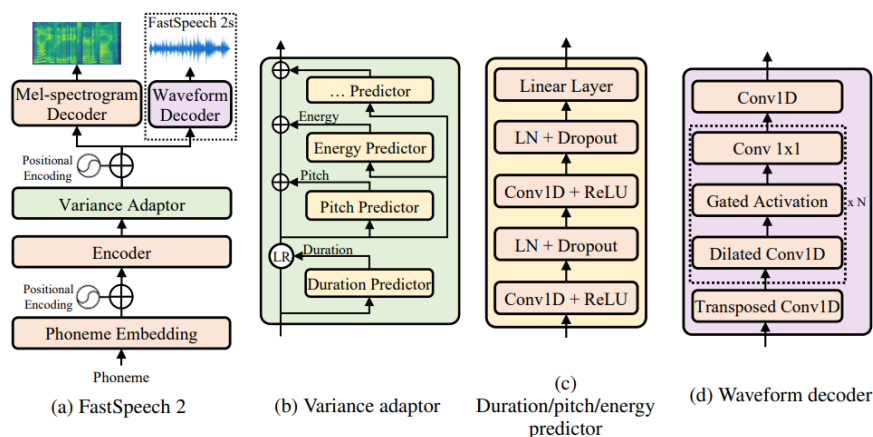 FastSpeech 2s
Mel-spectrogram
Decoder
Waveform
Decoder
Positional
Encoding
Variance Adaptor
Encoder
Positional
Encoding
Phoneme Embedding
Phoneme
(a) FastSpeech 2
… Predictor
Energy
Energy Predictor
Pitch
Pitch Predictor
LR
Duration
Duration Predictor
(b) Variance adaptor
Linear Layer
LN + Dropout
Conv1D + ReLU
LN + Dropout
Conv1D + ReLU
(c)
Duration/pitch/energy
predictor
Conv1D
Conv 1x1
Gated Activation
x N
Dilated Conv1D
Transposed Conv1D
(d) Waveform decoder